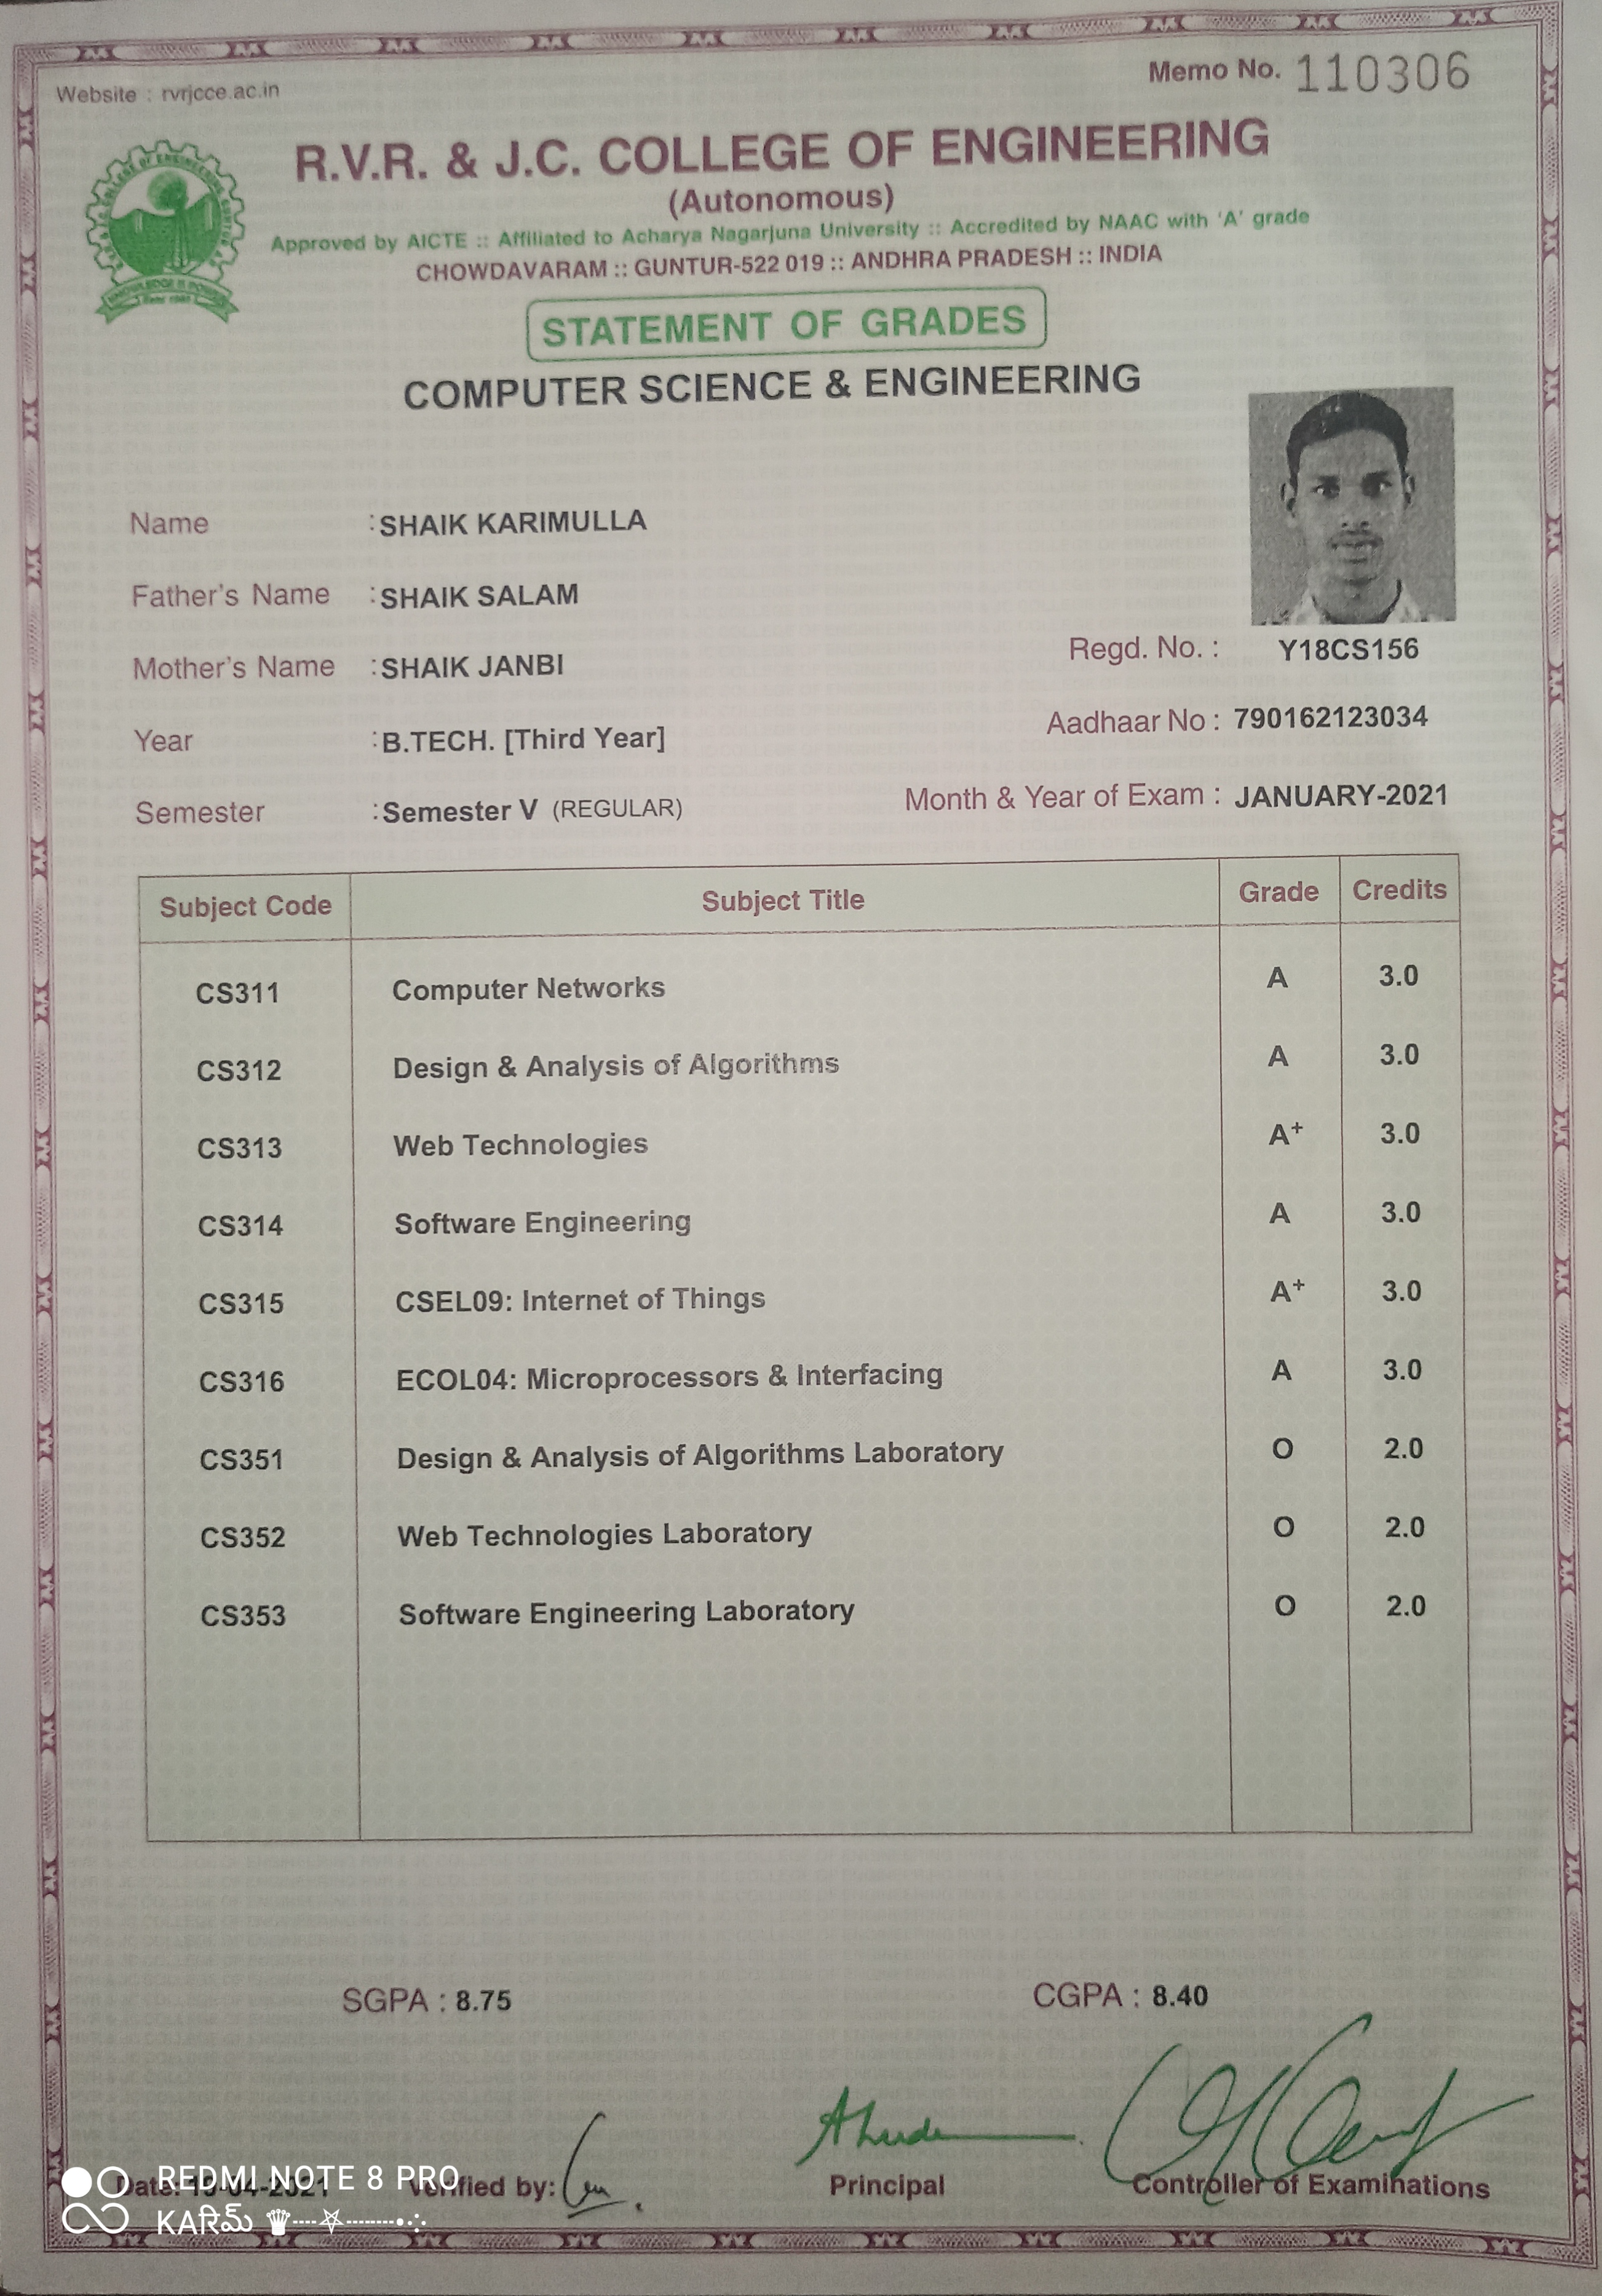 Website : rvrjcce.ac.in
Memo No. 110306
R.V.R. & J.C. COLLEGE OF ENGINEERING
(Autonomous)
Approved by AICTE :: Affiliated to Acharya Nagarjuna University :: Accredited by NAAC with 'A' grade
CHOWDAVARAM :: GUNTUR-522 019 :: ANDHRA PRADESH :: INDIA
STATEMENT OF GRADES
COMPUTER SCIENCE & ENGINEERING
Name : SHAIK KARIMULLA
Father's Name : SHAIK SALAM
Mother's Name : SHAIK JANBI
Regd. No. : Y18CS156
Year : B.TECH. [Third Year]
Aadhaar No : 790162123034
Semester : Semester V (REGULAR)
Month & Year of Exam : JANUARY-2021
Subject Code Subject Title Grade Credits
CS311 Computer Networks A 3.0
CS312 Design & Analysis of Algorithms A 3.0
CS313 Web Technologies A+ 3.0
CS314 Software Engineering A 3.0
CS315 CSEL09: Internet of Things A+ 3.0
CS316 ECOL04: Microprocessors & Interfacing A 3.0
CS351 Design & Analysis of Algorithms Laboratory O 2.0
CS352 Web Technologies Laboratory O 2.0
CS353 Software Engineering Laboratory O 2.0
SGPA : 8.75 CGPA : 8.40
Date: Verified by: Principal Controller of Examinations
REDMI NOTE 8 PRO